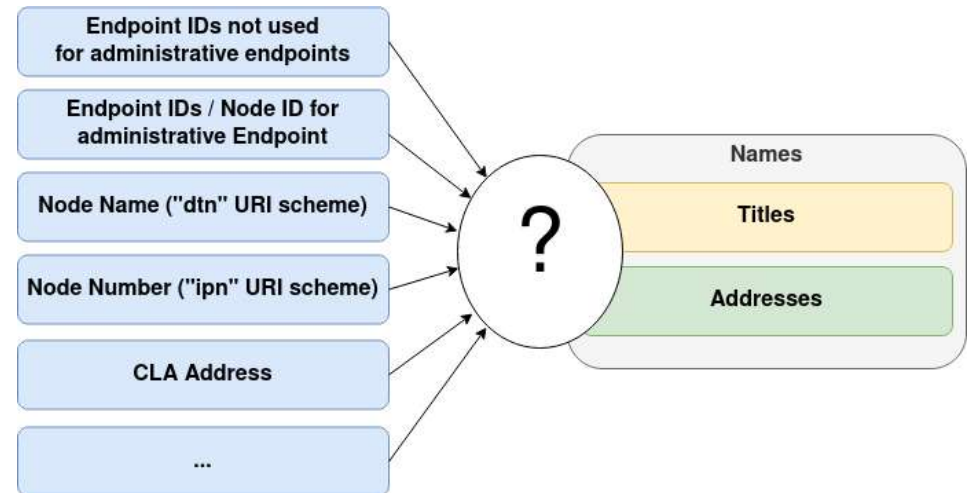 Endpoint IDs not used
for administrative endpoints
Endpoint IDs / Node ID for
administrative Endpoint
Node Name ("dtn" URI scheme)
Node Number ("ipn" URI scheme)
CLA Address
...
?
Names
Titles
Addresses